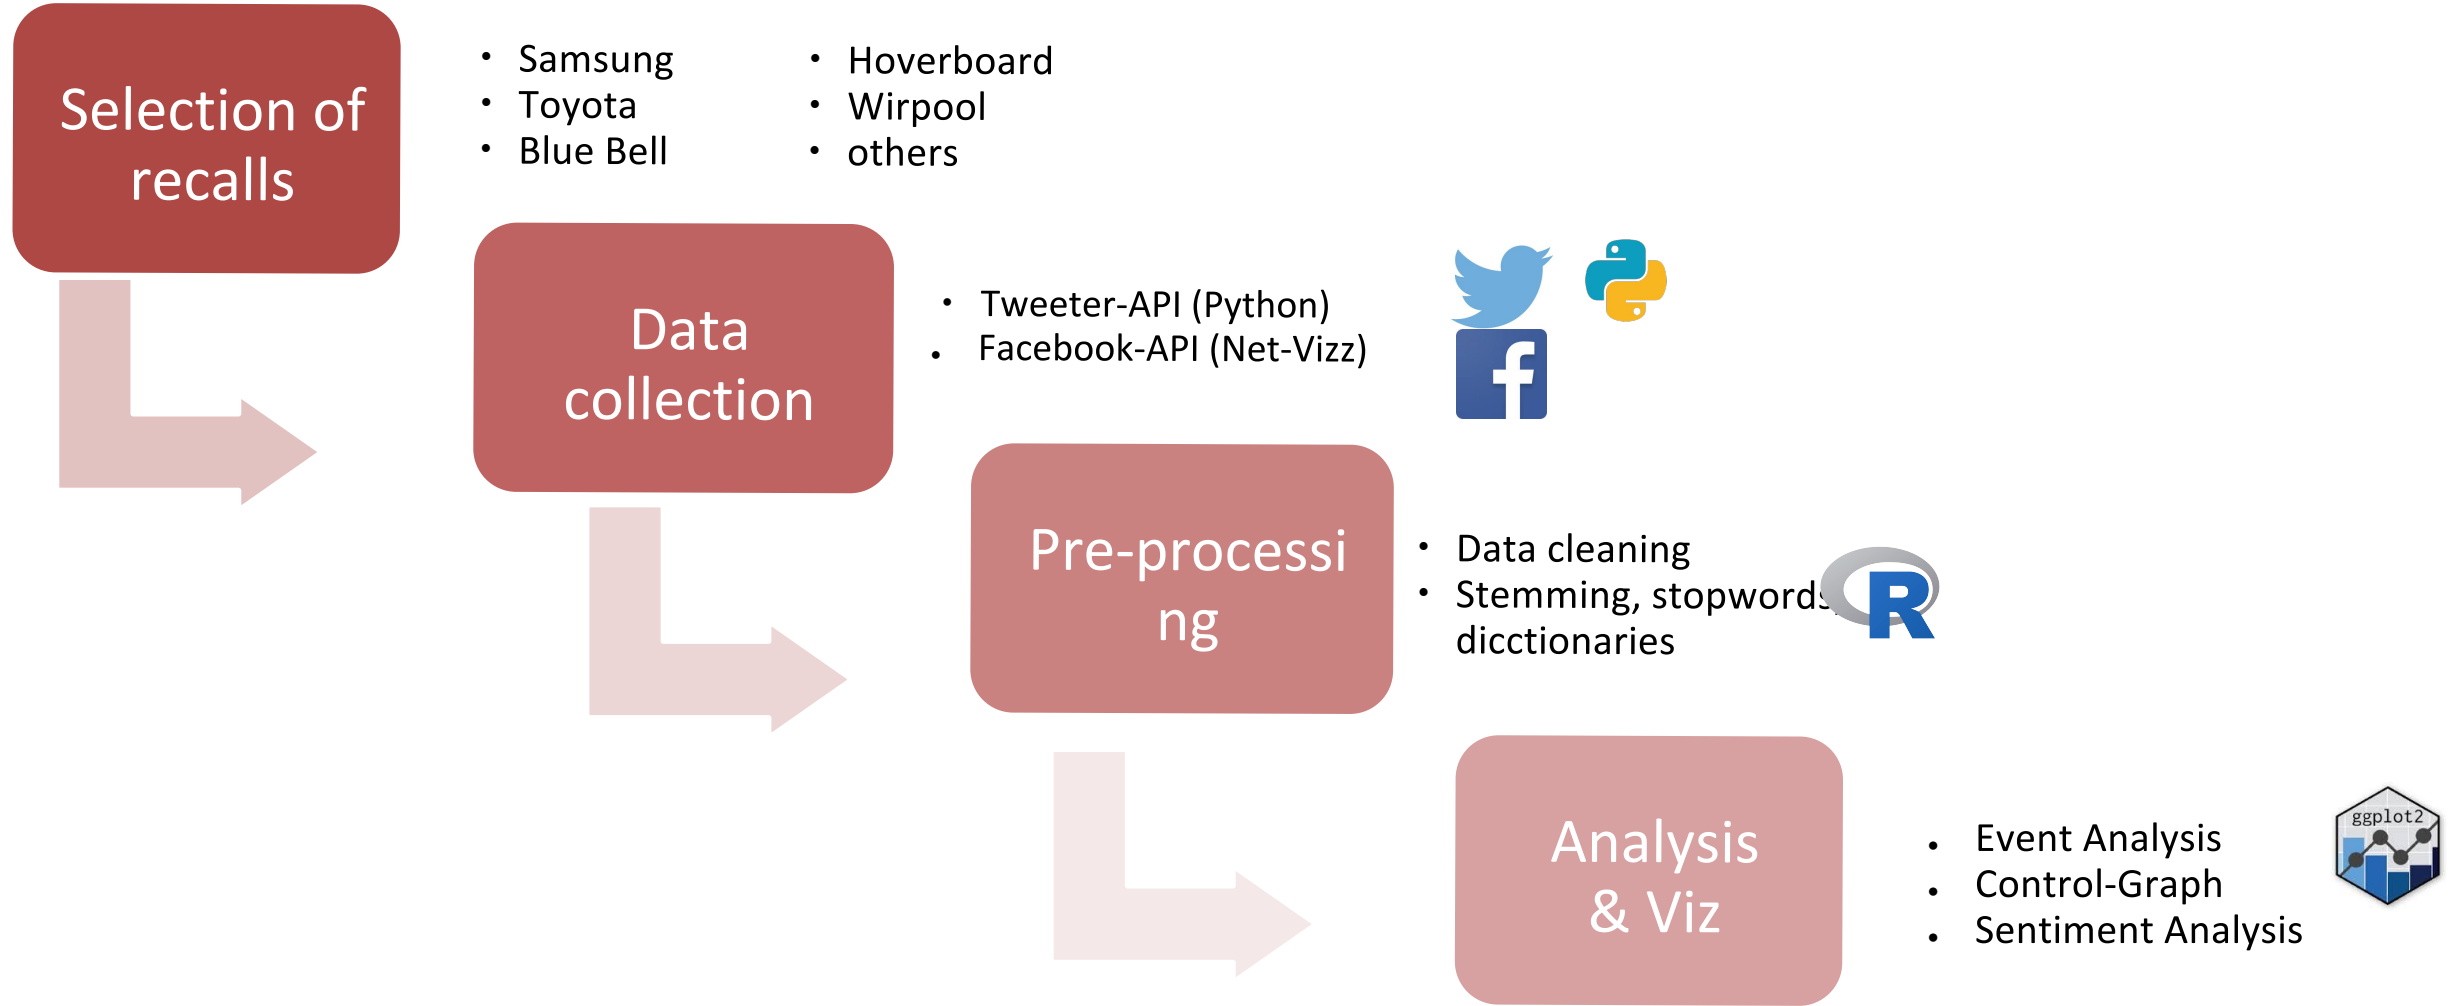 Selection of
recalls
• Samsung
• Toyota
• Blue Bell
• Hoverboard
• Wirpool
• others
Data
collection
• Tweeter-API (Python)
• Facebook-API (Net-Vizz)
f
Pre-processi
ng
• Data cleaning
• Stemming, stopwords,
dicctionaries
R
Analysis
& Viz
• Event Analysis
• Control-Graph
• Sentiment Analysis
ggplot2